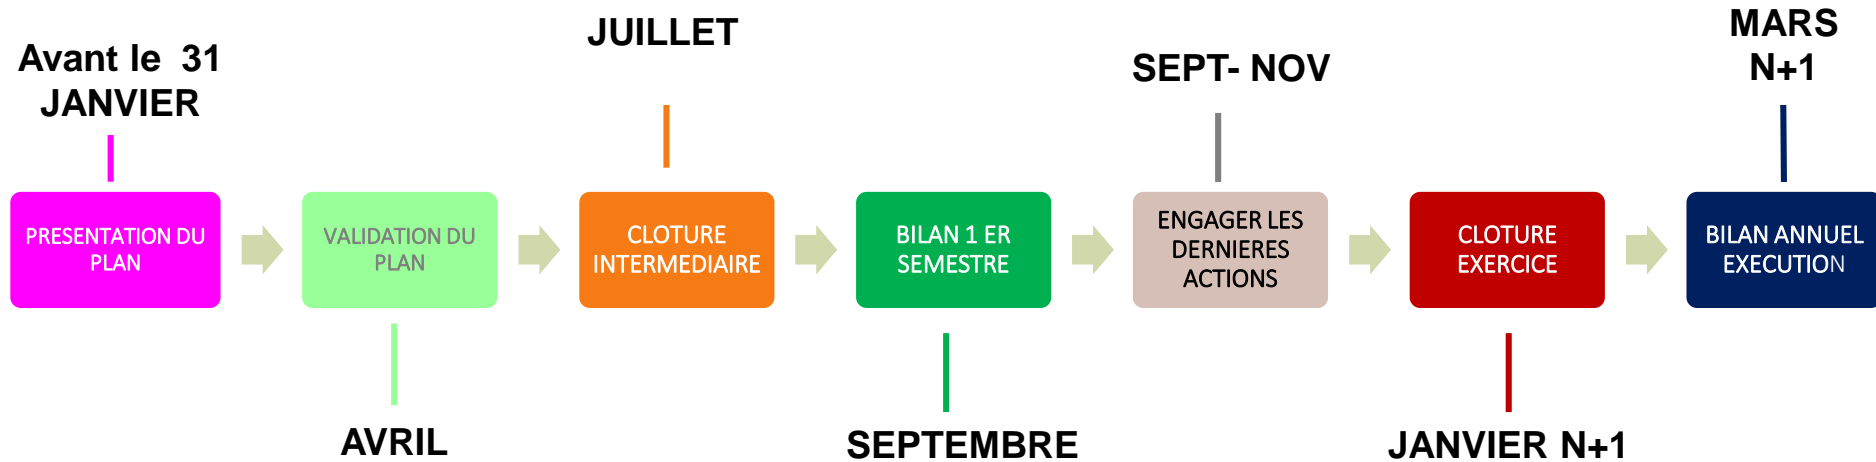 Avant le 31
JANVIER
JUILLET
SEPT- NOV
MARS
N+1
PRESENTATION DU
PLAN
VALIDATION DU
PLAN
CLOTURE
INTERMEDIAIRE
BILAN 1 ER
SEMESTRE
ENGAGER LES
DERNIERES
ACTIONS
CLOTURE
EXERCICE
BILAN ANNUEL
EXECUTION
AVRIL
SEPTEMBRE
JANVIER N+1